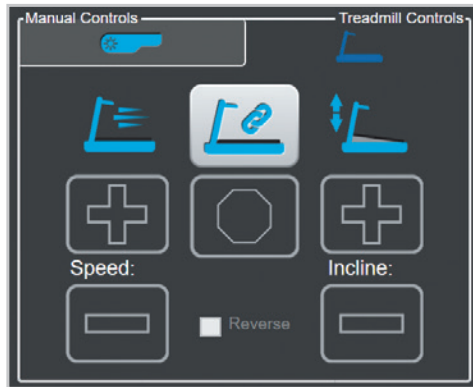 Manual Controls
Treadmill Controls
Speed:
Incline:
Reverse